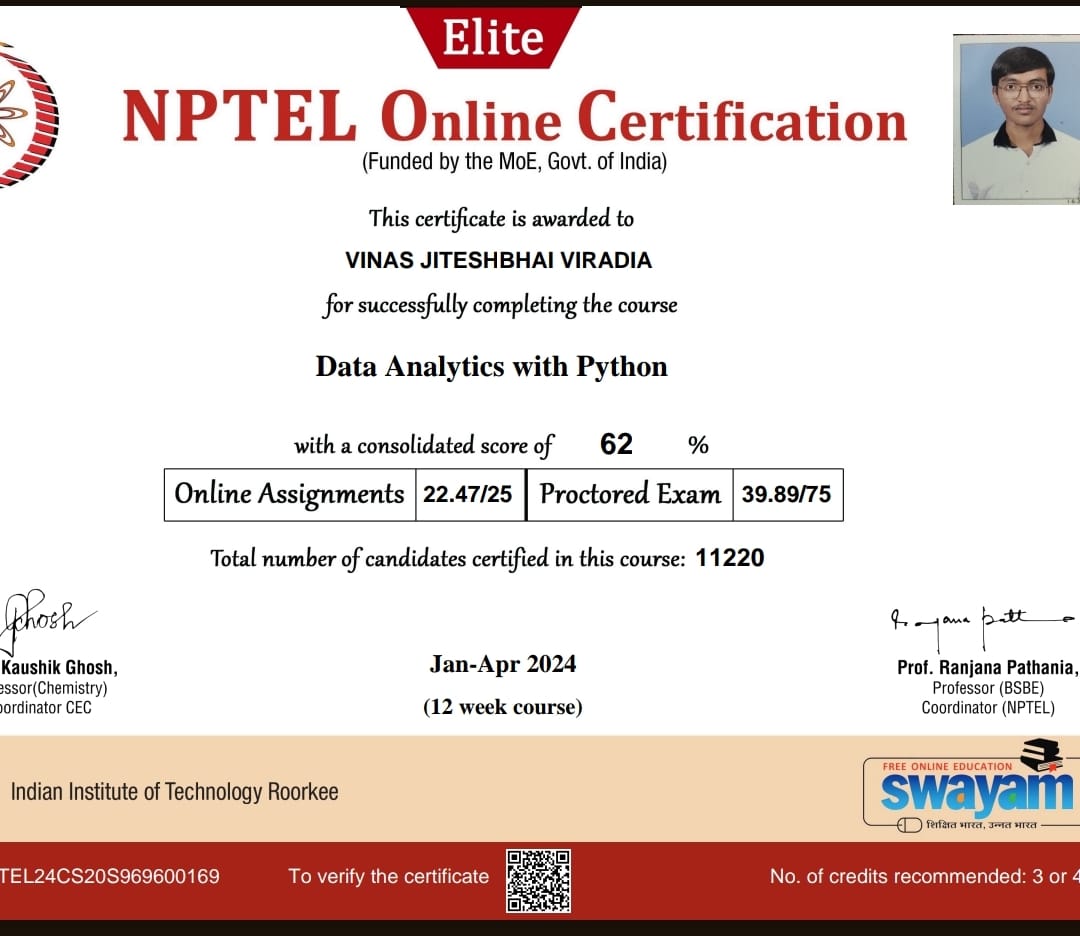 Elite
NPTEL Online Certification
(Funded by the MoE, Govt. of India)
This certificate is awarded to
VINAS JITESHBHAI VIRADIA
for successfully completing the course
Data Analytics with Python
with a consolidated score of 62 %
Online Assignments 22.47/25 Proctored Exam 39.89/75
Total number of candidates certified in this course: 11220
Ghosh
Kaushik Ghosh,
essor(Chemistry)
oordinator CEC
Jan-Apr 2024
(12 week course)
Prof. Ranjana Pathania,
Professor (BSBE)
Coordinator (NPTEL)
Indian Institute of Technology Roorkee
FREE ONLINE EDUCATION
swayam
शिक्षित भारत, उन्नत भारत
TEL24CS20S969600169
To verify the certificate
No. of credits recommended: 3 or 4